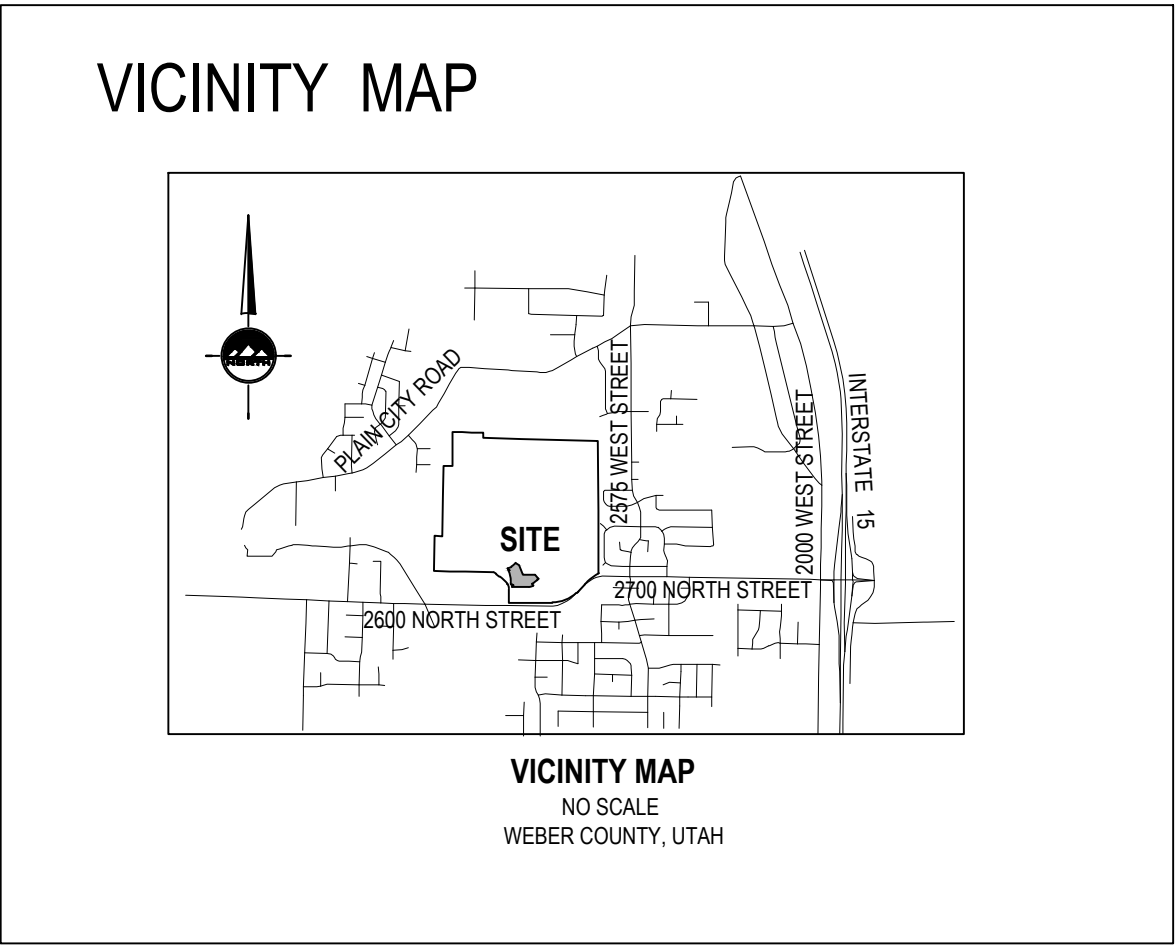 VICINITY MAP
NORTH
PLAIN CITY ROAD
2575 WEST STREET
2000 WEST STREET
INTERSTATE 15
SITE
2700 NORTH STREET
2600 NORTH STREET
VICINITY MAP
NO SCALE
WEBER COUNTY, UTAH